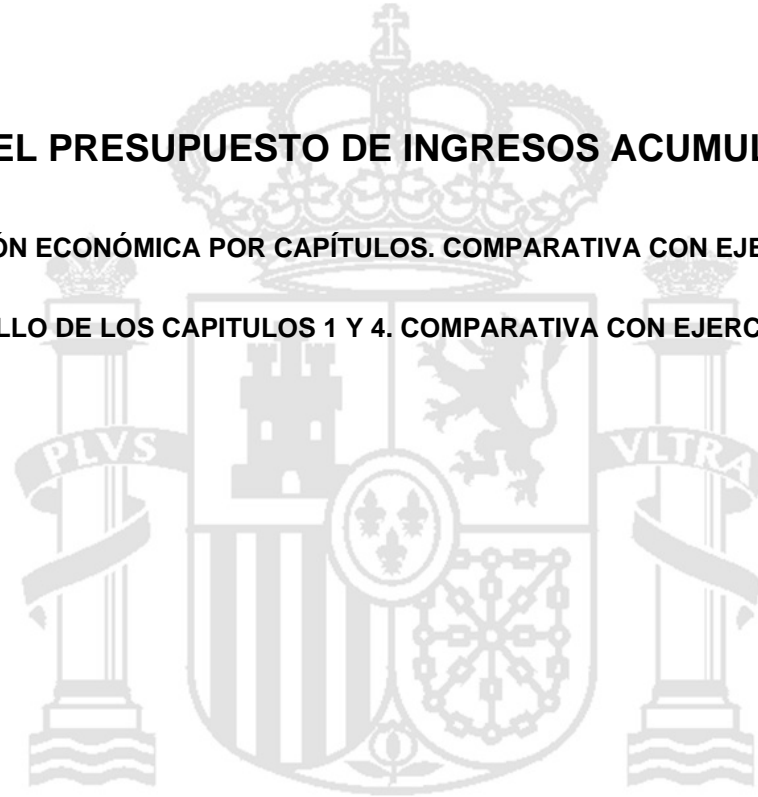 EL PRESUPUESTO DE INGRESOS ACUMUL
ÓN ECONÓMICA POR CAPÍTULOS. COMPARATIVA CON EJE
LLO DE LOS CAPITULOS 1 Y 4. COMPARATIVA CON EJERC
PLVS VLTRA